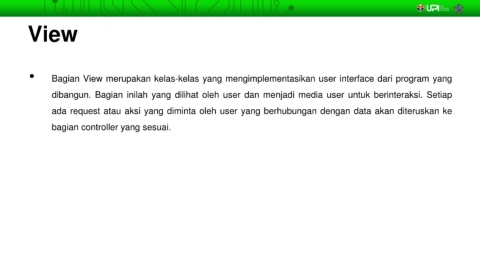 UPI
View
• Bagian View merupakan kelas-kelas yang mengimplementasikan user interface dari program yang
dibangun. Bagian inilah yang dilihat oleh user dan menjadi media user untuk berinteraksi. Setiap
ada request atau aksi yang diminta oleh user yang berhubungan dengan data akan diteruskan ke
bagian controller yang sesuai.